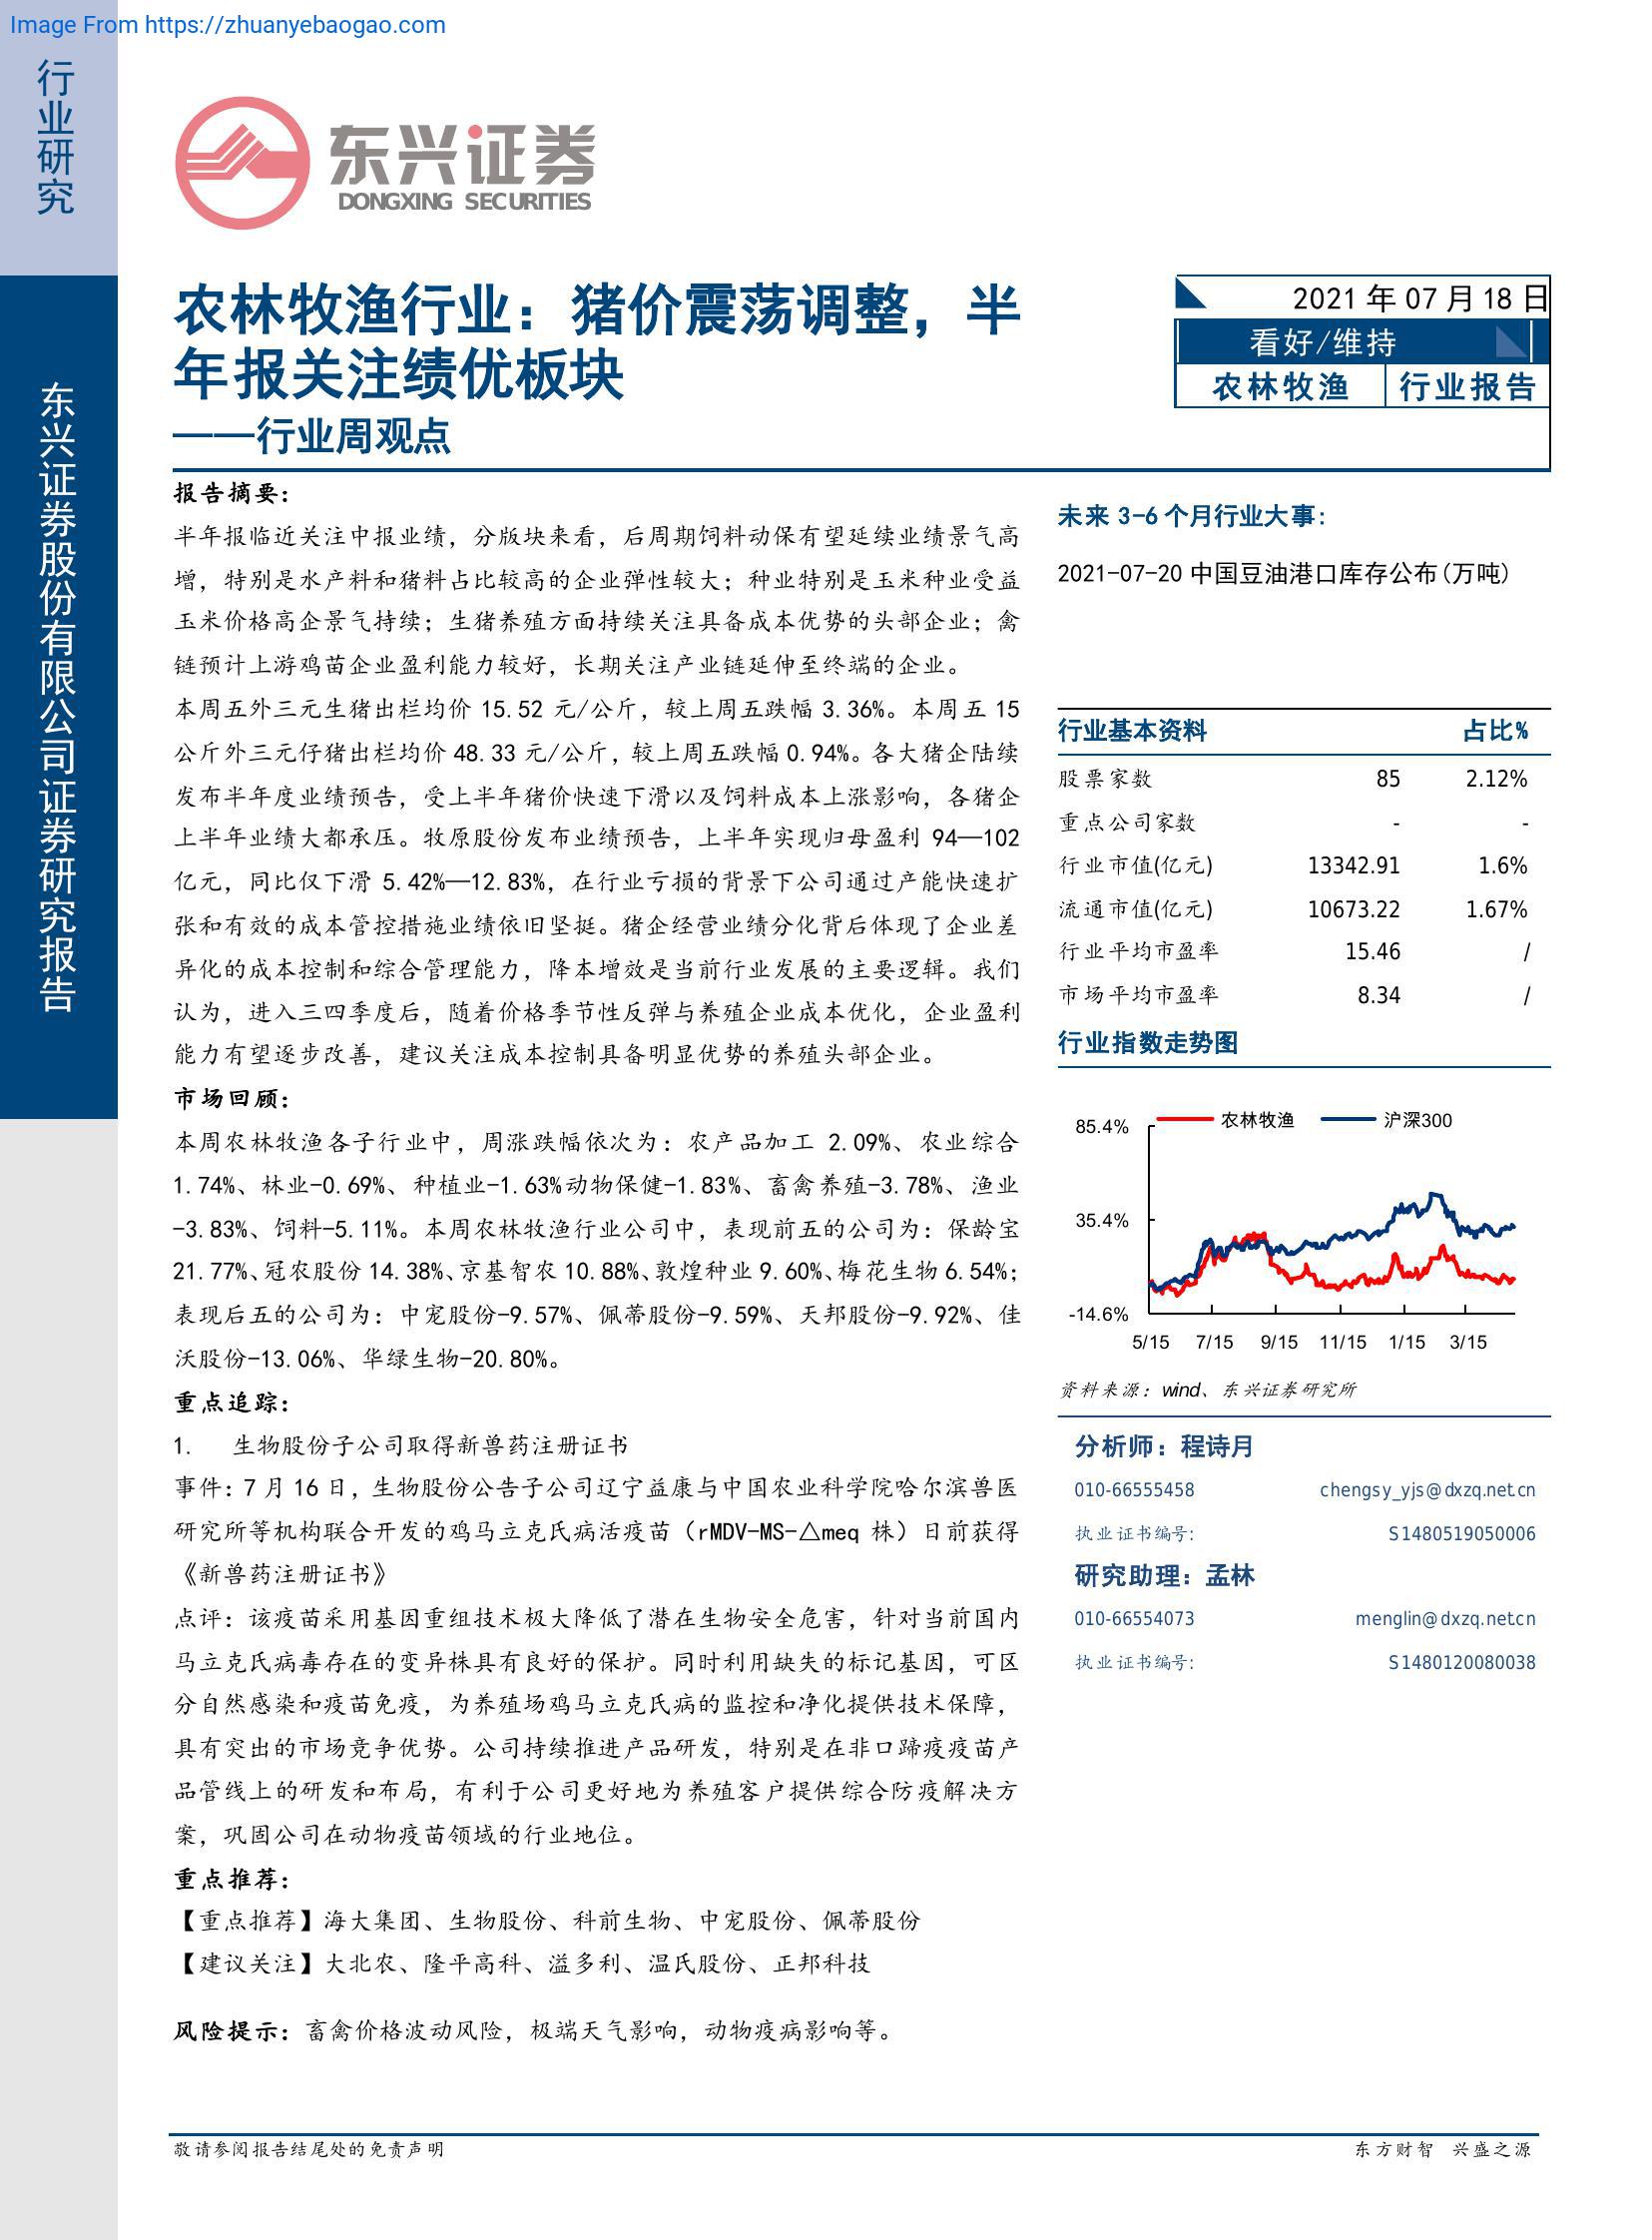 Image From https://zhuanyebaogao.com
行业研究
东兴证券股份有限公司证券研究报告
东兴证券
DONGXING SECURITIES
农林牧渔行业：猪价震荡调整，半
年报关注绩优板块
——行业周观点
2021 年 07 月 18 日
看好/维持
农林牧渔 行业报告
报告摘要：
半年报临近关注中报业绩，分版块来看，后周期饲料动保有望延续业绩景气高
增，特别是水产料和猪料占比较高的企业弹性较大；种业特别是玉米种业受益
玉米价格高企景气持续；生猪养殖方面持续关注具备成本优势的头部企业；禽
链预计上游鸡苗企业盈利能力较好，长期关注产业链延伸至终端的企业。
本周五外三元生猪出栏均价 15.52 元/公斤，较上周五跌幅 3.36%。本周五 15
公斤外三元仔猪出栏均价 48.33 元/公斤，较上周五跌幅 0.94%。各大猪企陆续
发布半年度业绩预告，受上半年猪价快速下滑以及饲料成本上涨影响，各猪企
上半年业绩大都承压。牧原股份发布业绩预告，上半年实现归母盈利 94—102
亿元，同比仅下滑 5.42%—12.83%，在行业亏损的背景下公司通过产能快速扩
张和有效的成本管控措施业绩依旧坚挺。猪企经营业绩分化背后体现了企业差
异化的成本控制和综合管理能力，降本增效是当前行业发展的主要逻辑。我们
认为，进入三四季度后，随着价格季节性反弹与养殖企业成本优化，企业盈利
能力有望逐步改善，建议关注成本控制具备明显优势的养殖头部企业。
市场回顾：
本周农林牧渔各子行业中，周涨跌幅依次为：农产品加工 2.09%、农业综合
1.74%、林业-0.69%、种植业-1.63%动物保健-1.83%、畜禽养殖-3.78%、渔业
-3.83%、饲料-5.11%。本周农林牧渔行业公司中，表现前五的公司为：保龄宝
21.77%、冠农股份 14.38%、京基智农 10.88%、敦煌种业 9.60%、梅花生物 6.54%；
表现后五的公司为：中宠股份-9.57%、佩蒂股份-9.59%、天邦股份-9.92%、佳
沃股份-13.06%、华绿生物-20.80%。
重点追踪：
1. 生物股份子公司取得新兽药注册证书
事件：7 月 16 日，生物股份公告子公司辽宁益康与中国农业科学院哈尔滨兽医
研究所等机构联合开发的鸡马立克氏病活疫苗（rMDV-MS-△meq 株）日前获得
《新兽药注册证书》
点评：该疫苗采用基因重组技术极大降低了潜在生物安全危害，针对当前国内
马立克氏病毒存在的变异株具有良好的保护。同时利用缺失的标记基因，可区
分自然感染和疫苗免疫，为养殖场鸡马立克氏病的监控和净化提供技术保障，
具有突出的市场竞争优势。公司持续推进产品研发，特别是在非口蹄疫疫苗产
品管线上的研发和布局，有利于公司更好地为养殖客户提供综合防疫解决方
案，巩固公司在动物疫苗领域的行业地位。
重点推荐：
【重点推荐】海大集团、生物股份、科前生物、中宠股份、佩蒂股份
【建议关注】大北农、隆平高科、溢多利、温氏股份、正邦科技
风险提示：畜禽价格波动风险，极端天气影响，动物疫病影响等。
未来 3-6 个月行业大事：
2021-07-20 中国豆油港口库存公布(万吨)
行业基本资料 占比%
股票家数 85 2.12%
重点公司家数 - -
行业市值(亿元) 13342.91 1.6%
流通市值(亿元) 10673.22 1.67%
行业平均市盈率 15.46 /
市场平均市盈率 8.34 /
行业指数走势图
农林牧渔 沪深300
85.4%
35.4%
-14.6%
5/15 7/15 9/15 11/15 1/15 3/15
资料来源：wind、东兴证券研究所
分析师：程诗月
010-66555458 chengsy_yjs@dxzq.net.cn
执业证书编号: S1480519050006
研究助理：孟林
010-66554073 menglin@dxzq.net.cn
执业证书编号: S1480120080038
敬请参阅报告结尾处的免责声明
东方财智 兴盛之源